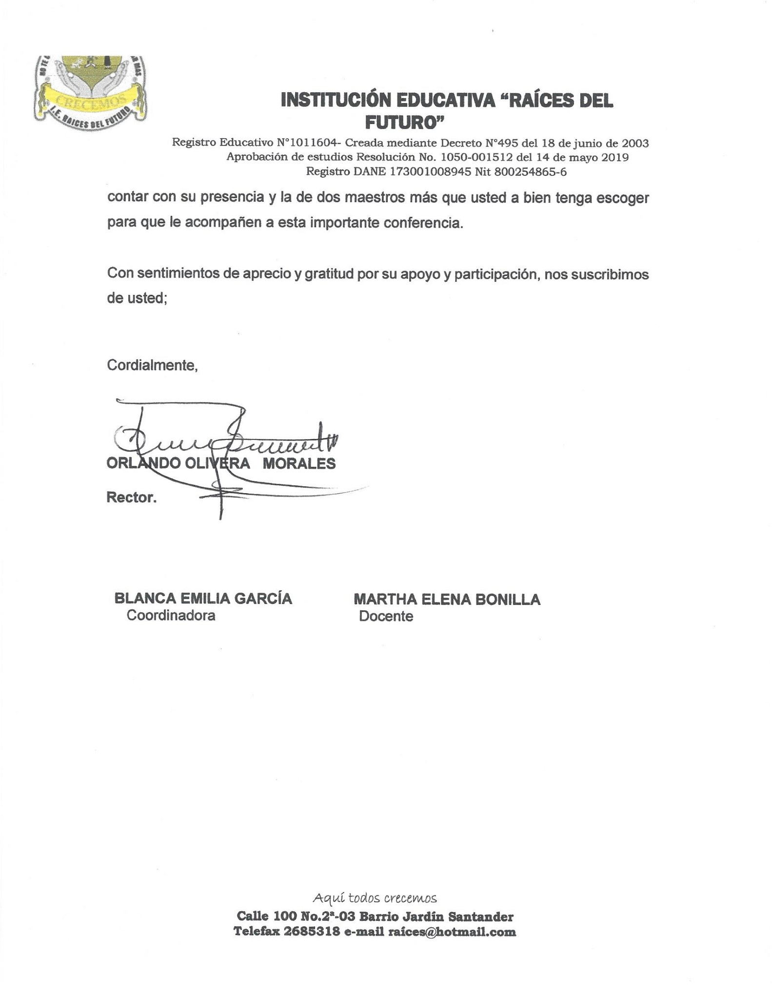 CRECEMOS
I.E. RAICES DEL FUTURO
INSTITUCIÓN EDUCATIVA “RAÍCES DEL
FUTURO”
Registro Educativo N°1011604- Creada mediante Decreto N°495 del 18 de junio de 2003
Aprobación de estudios Resolución No. 1050-001512 del 14 de mayo 2019
Registro DANE 173001008945 Nit 800254865-6
contar con su presencia y la de dos maestros más que usted a bien tenga escoger
para que le acompañen a esta importante conferencia.
Con sentimientos de aprecio y gratitud por su apoyo y participación, nos suscribimos
de usted;
Cordialmente,
ORLANDO OLIVERA MORALES
Rector.
BLANCA EMILIA GARCÍA MARTHA ELENA BONILLA
Coordinadora Docente
Aquí todos crecemos
Calle 100 No.2ª-03 Barrio Jardín Santander
Telefax 2685318 e-mail raíces@hotmail.com